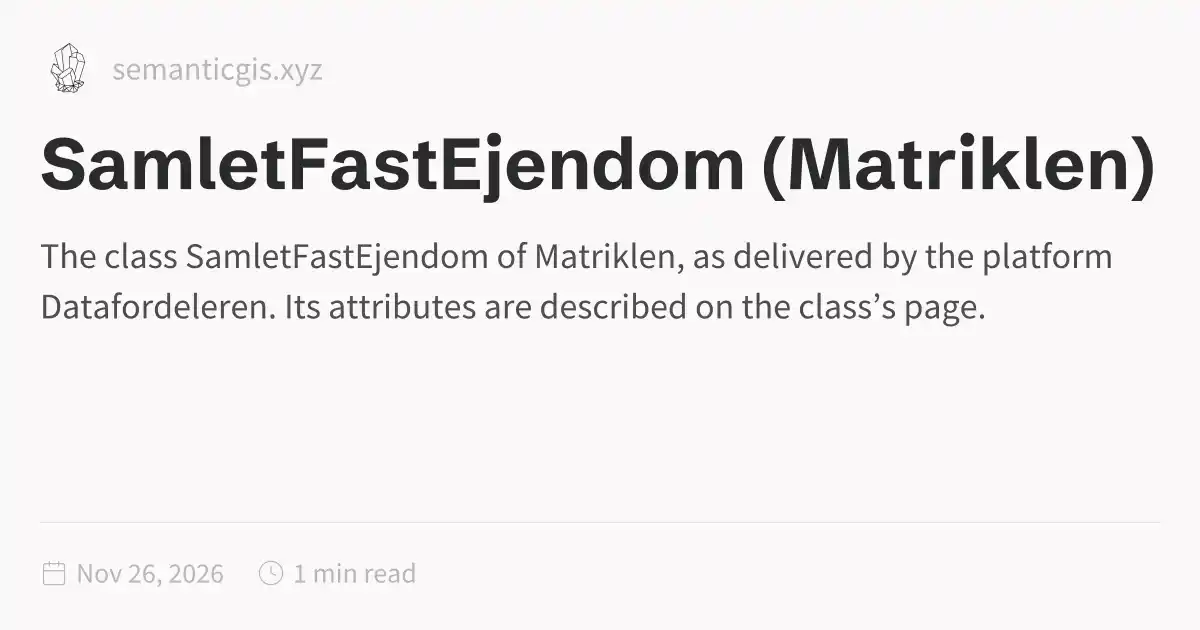 semanticgis.xyz
SamletFastEjendom (Matriklen)
The class SamletFastEjendom of Matriklen, as delivered by the platform
Datafordeleren. Its attributes are described on the class’s page.
Nov 26, 2026 1 min read